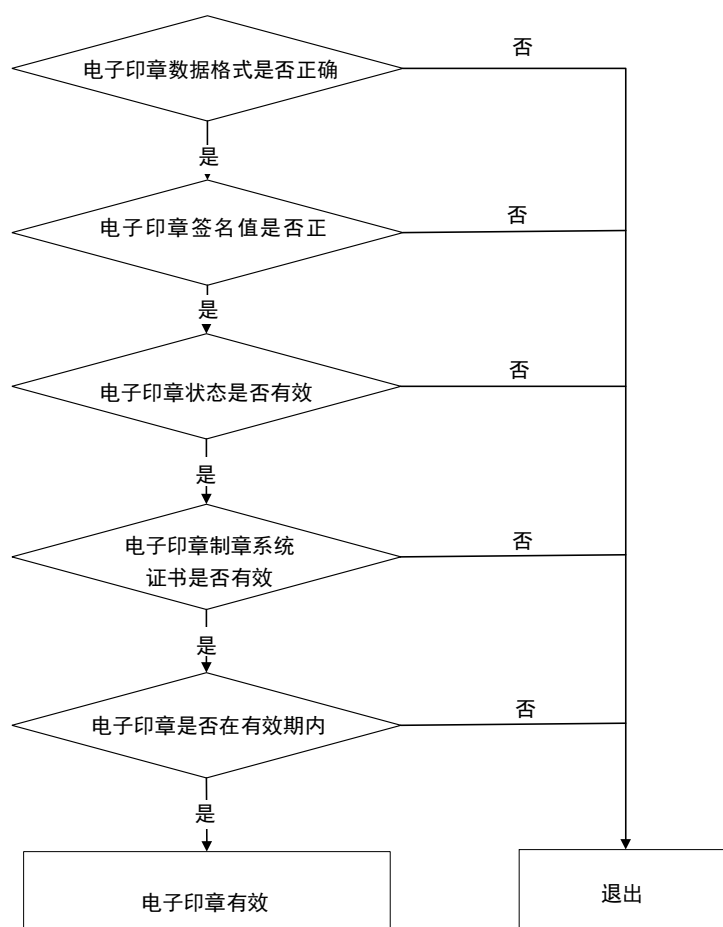 电子印章数据格式是否正确
否
是
电子印章签名值是否正
否
是
电子印章状态是否有效
否
是
电子印章制章系统
证书是否有效
否
是
电子印章是否在有效期内
否
是
电子印章有效
退出